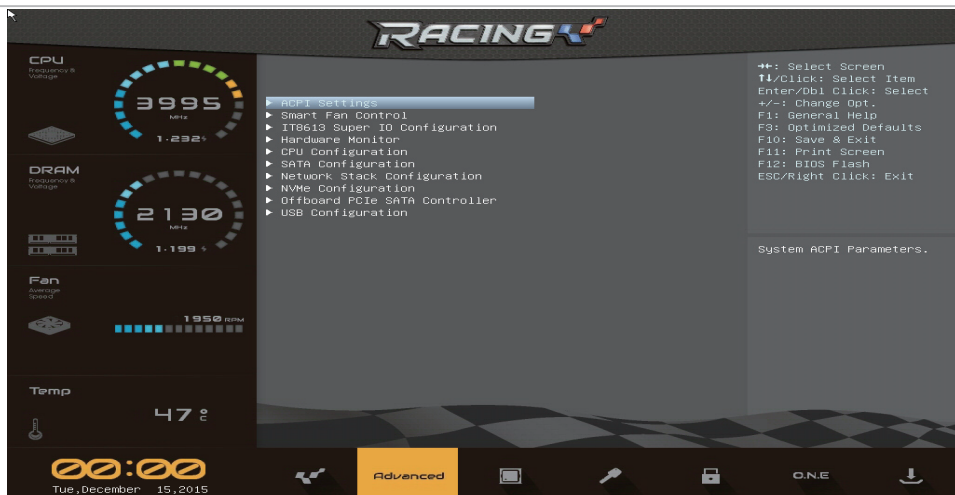 RACING
CPU
Frequency &
Voltage
3995
MHz
1.232
DRAM
Frequency &
Voltage
2130
MHz
1.199
Fan
Average
Speed
1950 RPM
Temp
47 °C
00:00
Tue,December 15,2015
▶ ACPI Settings
▶ Smart Fan Control
▶ IT8613 Super IO Configuration
▶ Hardware Monitor
▶ CPU Configuration
▶ SATA Configuration
▶ Network Stack Configuration
▶ NVMe Configuration
▶ Offboard PCIe SATA Controller
▶ USB Configuration
→←: Select Screen
↑↓/Click: Select Item
Enter/Dbl Click: Select
+/-: Change Opt.
F1: General Help
F3: Optimized Defaults
F10: Save & Exit
F11: Print Screen
F12: BIOS Flash
ESC/Right Click: Exit
System ACPI Parameters.
Advanced
O.N.E